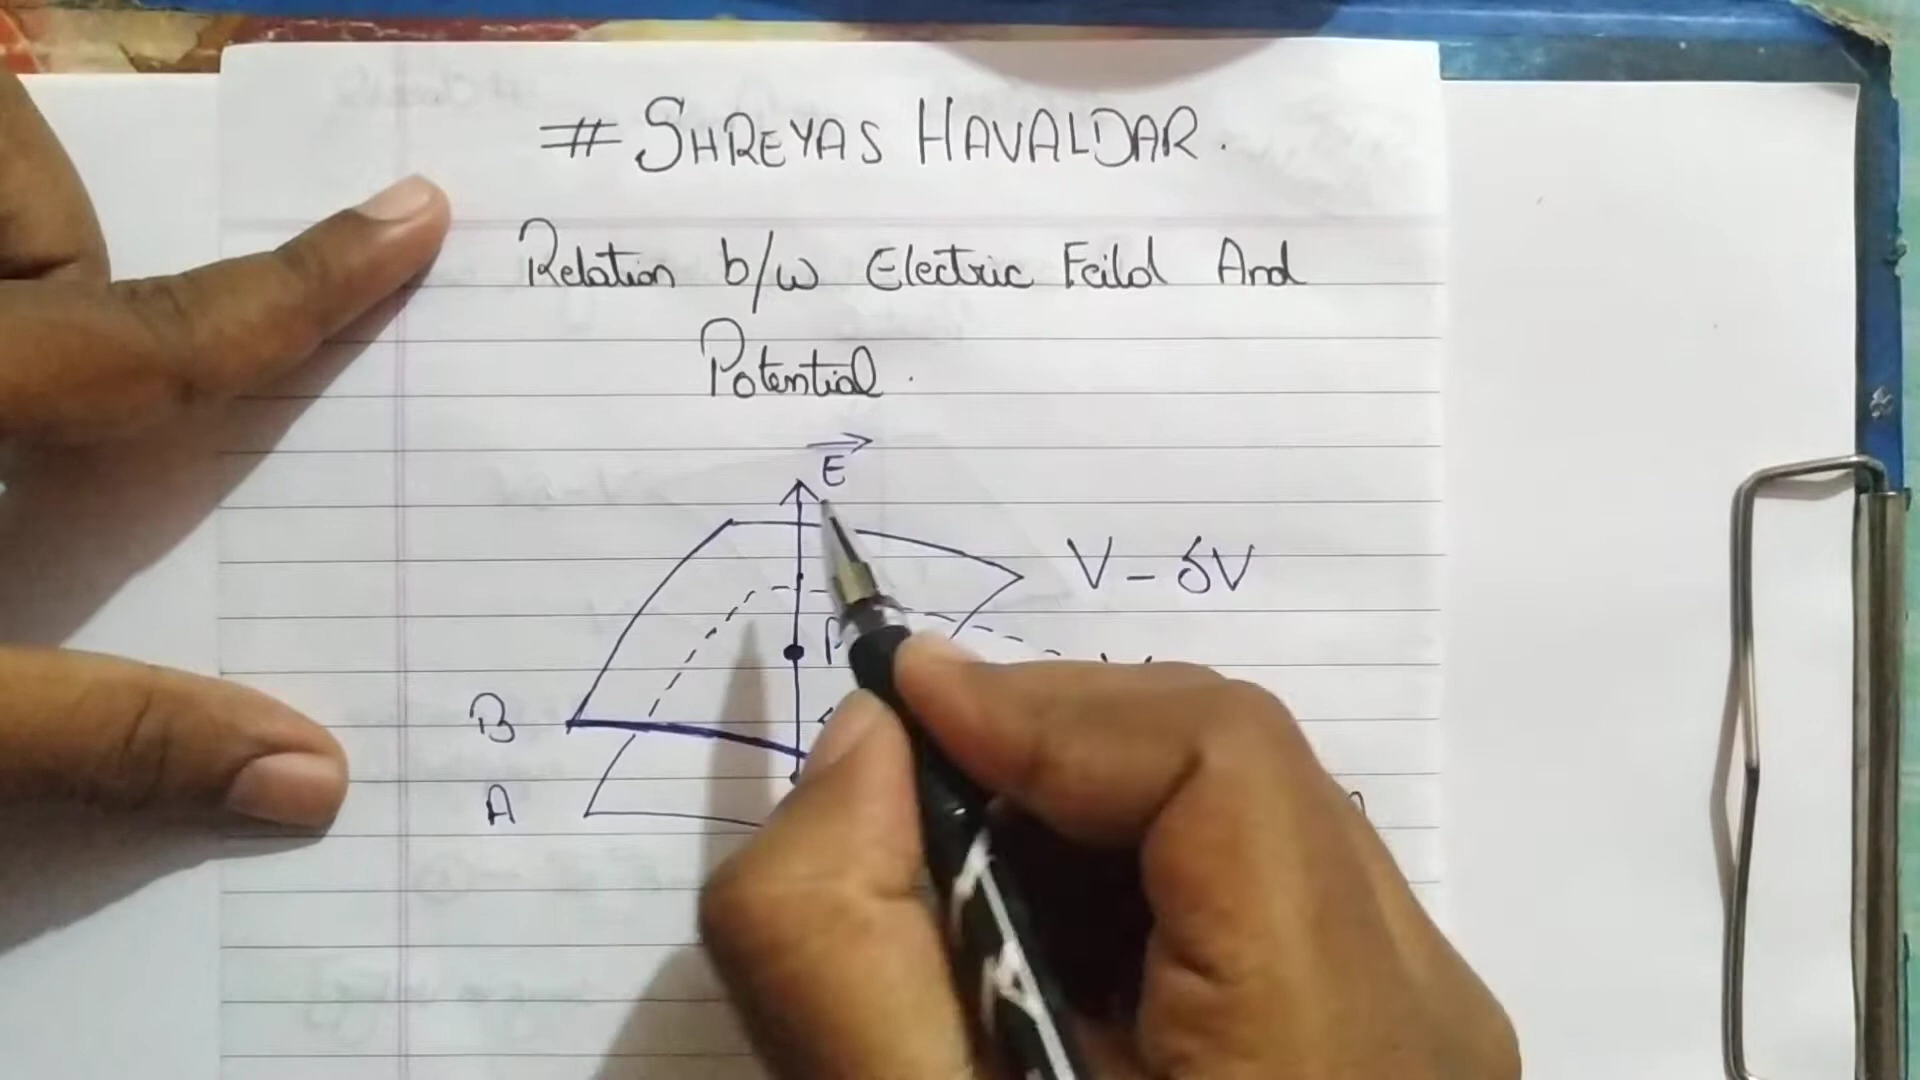 # SHREYAS HAVALDAR.
Relation b/w Electric Feild And
Potential.
E
V - δV
P
B
A